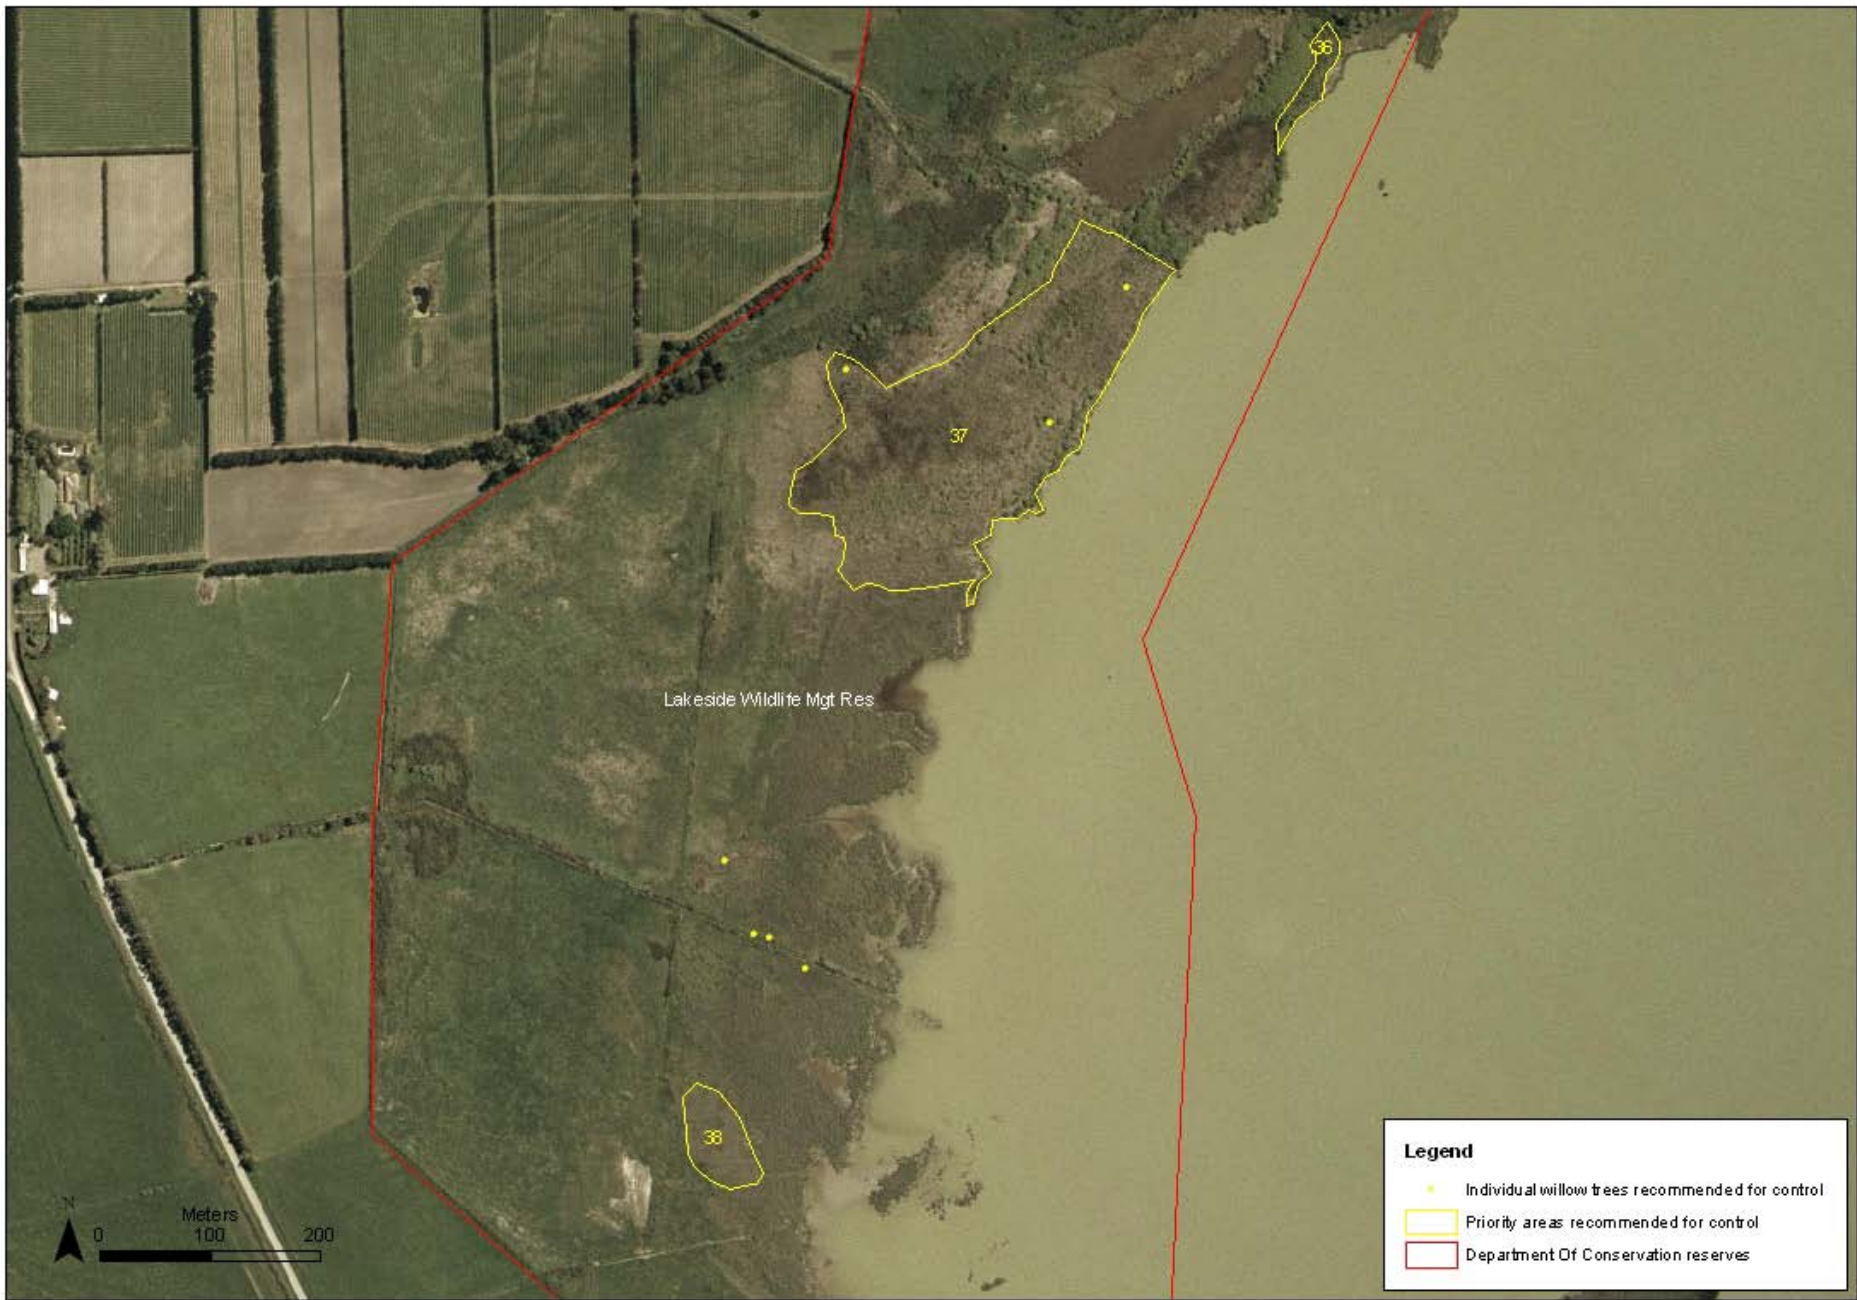 36
37
Lakeside Wildlife Mgt Res
38
N
Meters
0 100 200
Legend
Individual willow trees recommended for control
Priority areas recommended for control
Department Of Conservation reserves